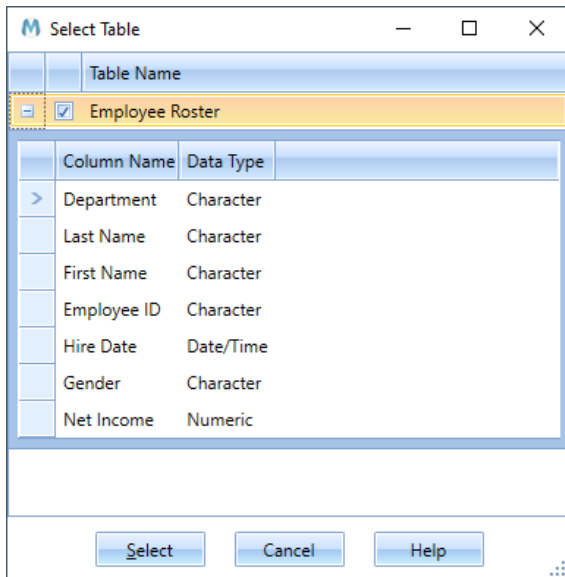 Select Table
Table Name
Employee Roster
Column Name Data Type
Department Character
Last Name Character
First Name Character
Employee ID Character
Hire Date Date/Time
Gender Character
Net Income Numeric
Select Cancel Help